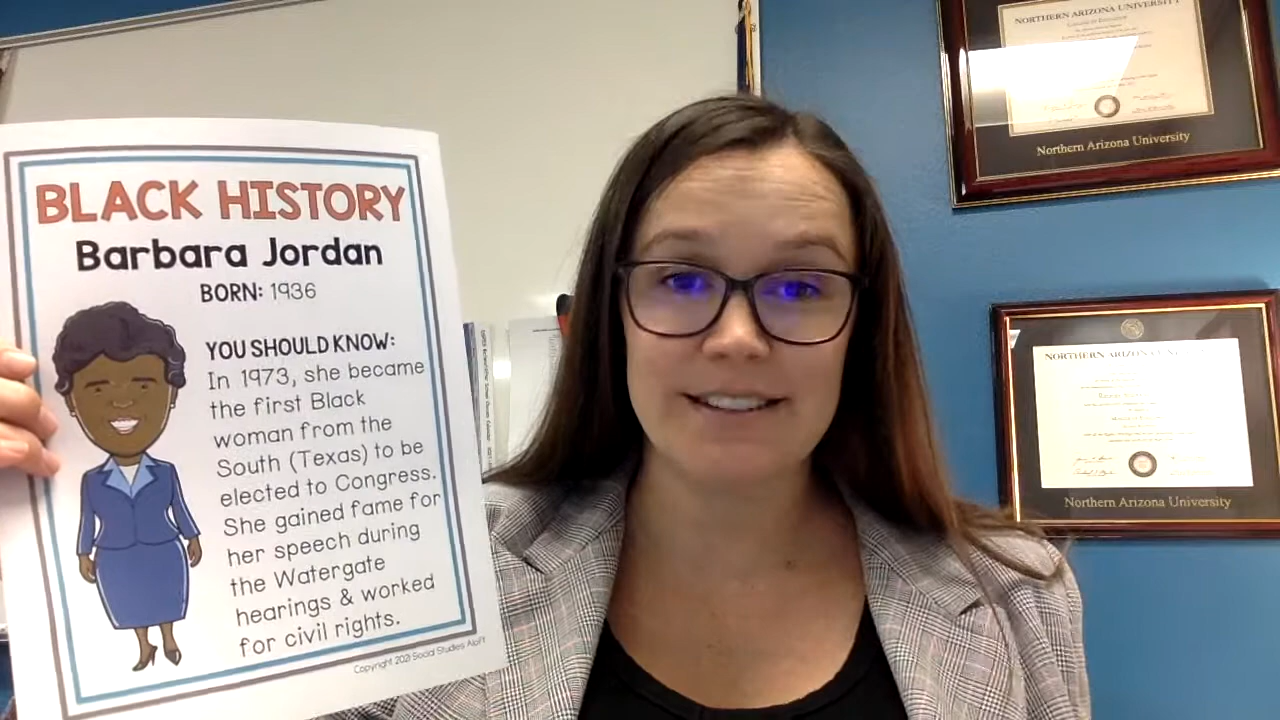 BLACK HISTORY
Barbara Jordan
BORN: 1936
YOU SHOULD KNOW:
In 1973, she became
the first Black
woman from the
South (Texas) to be
elected to Congress.
She gained fame for
her speech during
the Watergate
hearings & worked
for civil rights.
Copyright 2021 Social Studies Aloft
NORTHERN ARIZONA UNIVERSITY
Northern Arizona University
NORTHERN ARIZONA
Northern Arizona University